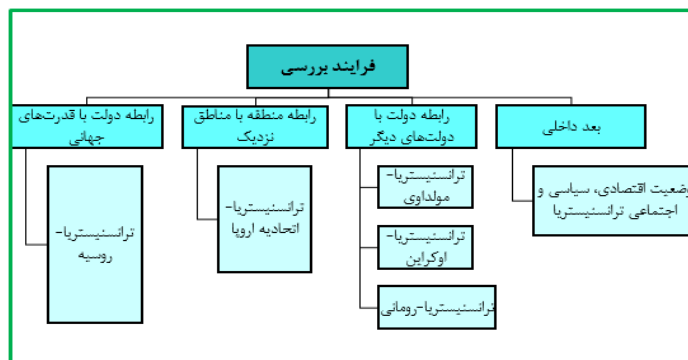 فرایند بررسی
بعد داخلی
رابطه دولت با
دولت‌های دیگر
رابطه منطقه با مناطق
نزدیک
رابطه دولت با قدرت‌های
جهانی
وضعیت اقتصادی، سیاسی و
اجتماعی ترانسنیستریا
ترانسنیستریا-
مولداوی
ترانسنیستریا-
اوکراین
ترانسنیستریا-رومانی
ترانسنیستریا-
اتحادیه اروپا
ترانسنیستریا-
روسیه